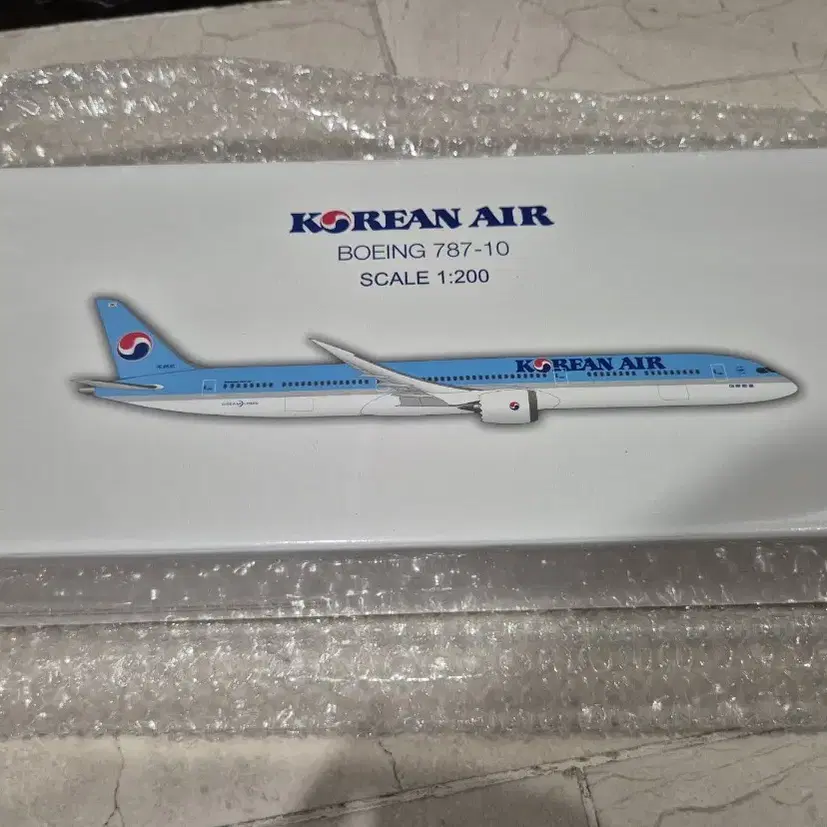 KOREAN AIR
BOEING 787-10
SCALE 1:200
KOREAN AIR